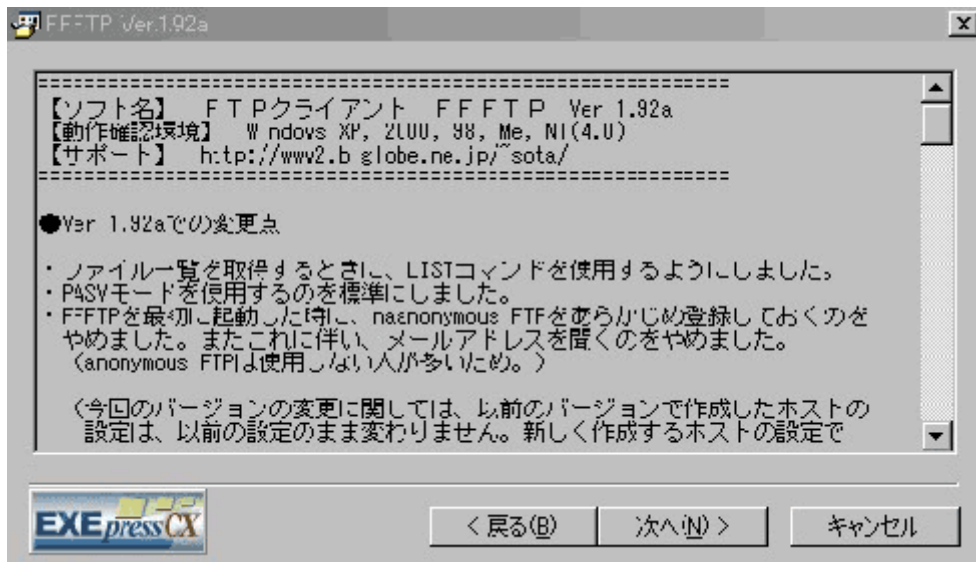 FFFTP Ver.1.92a
============================================================
【ソフト名】　ＦＴＰクライアント　ＦＦＦＴＰ　Ver 1.92a
【動作確認環境】　Windows XP, 2000, 98, Me, NT(4.0)
【サポート】　http://www2.biglobe.ne.jp/~sota/
============================================================
●Ver 1.92aでの変更点
・ファイル一覧を取得するときに、LISTコマンドを使用するようにしました。
・PASVモードを使用するのを標準にしました。
・FFFTPを最初に起動した時に、anonymous FTPをあらかじめ登録しておくのを
やめました。またこれに伴い、メールアドレスを聞くのをやめました。
（anonymous FTPは使用しない人が多いため。）
（今回のバージョンの変更に関しては、以前のバージョンで作成したホストの
設定は、以前の設定のまま変わりません。新しく作成するホストの設定で
EXEpressCX
< 戻る(B)
次へ(N) >
キャンセル